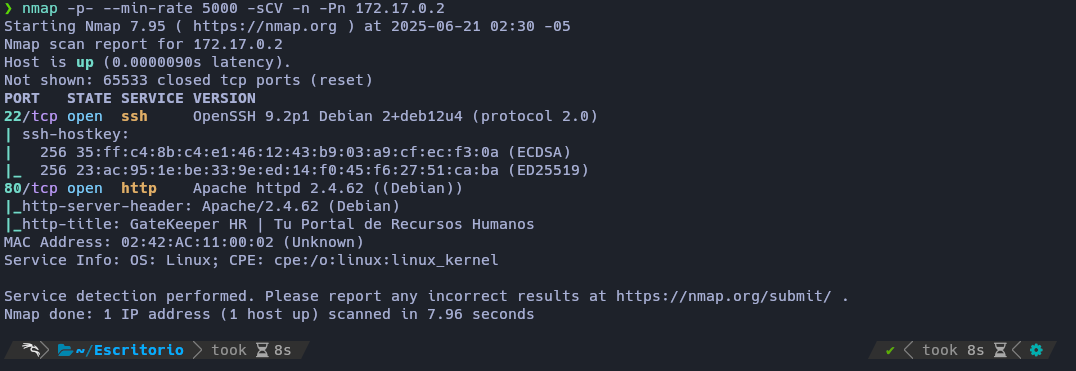 ❯ nmap -p- --min-rate 5000 -sCV -n -Pn 172.17.0.2
Starting Nmap 7.95 ( https://nmap.org ) at 2025-06-21 02:30 -05
Nmap scan report for 172.17.0.2
Host is up (0.0000090s latency).
Not shown: 65533 closed tcp ports (reset)
PORT   STATE SERVICE VERSION
22/tcp open  ssh     OpenSSH 9.2p1 Debian 2+deb12u4 (protocol 2.0)
| ssh-hostkey:
|   256 35:ff:c4:8b:c4:e1:46:12:43:b9:03:a9:cf:ec:f3:0a (ECDSA)
|_  256 23:ac:95:1e:be:33:9e:ed:14:f0:45:f6:27:51:ca:ba (ED25519)
80/tcp open  http    Apache httpd 2.4.62 ((Debian))
|_http-server-header: Apache/2.4.62 (Debian)
|_http-title: GateKeeper HR | Tu Portal de Recursos Humanos
MAC Address: 02:42:AC:11:00:02 (Unknown)
Service Info: OS: Linux; CPE: cpe:/o:linux:linux_kernel

Service detection performed. Please report any incorrect results at https://nmap.org/submit/ .
Nmap done: 1 IP address (1 host up) scanned in 7.96 seconds

~/Escritorio took 8s ✔ took 8s